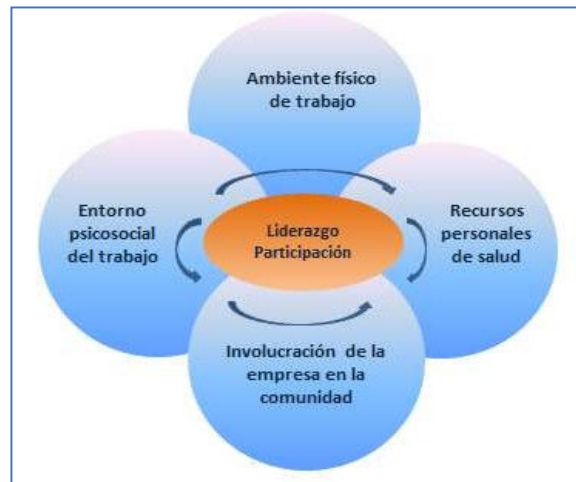 Ambiente físico
de trabajo
Entorno
psicosocial
del trabajo
Liderazgo
Participación
Recursos
personales
de salud
Involucración de la
empresa en la
comunidad